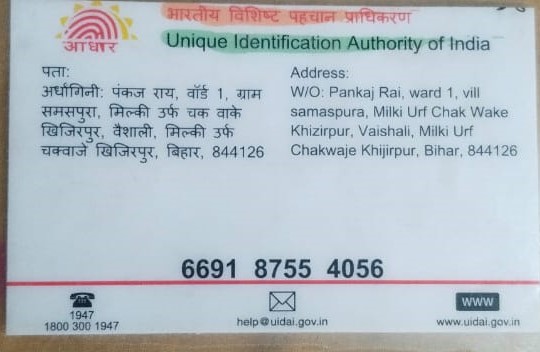 भारतीय विशिष्ट पहचान प्राधिकरण
आधार
Unique Identification Authority of India
पता:
अर्धांगिनी: पंकज राय, वॉर्ड 1, ग्राम
समसपुरा, मिल्की उर्फ चक वाके
खिजिरपुर, वैशाली, मिल्की उर्फ
चक्वाजे खिजिरपुर, बिहार, 844126
Address:
W/O: Pankaj Rai, ward 1, vill
samaspura, Milki Urf Chak Wake
Khizirpur, Vaishali, Milki Urf
Chakwaje Khijirpur, Bihar, 844126
6691 8755 4056
1947
1800 300 1947
help@uidai.gov.in
www
www.uidai.gov.in